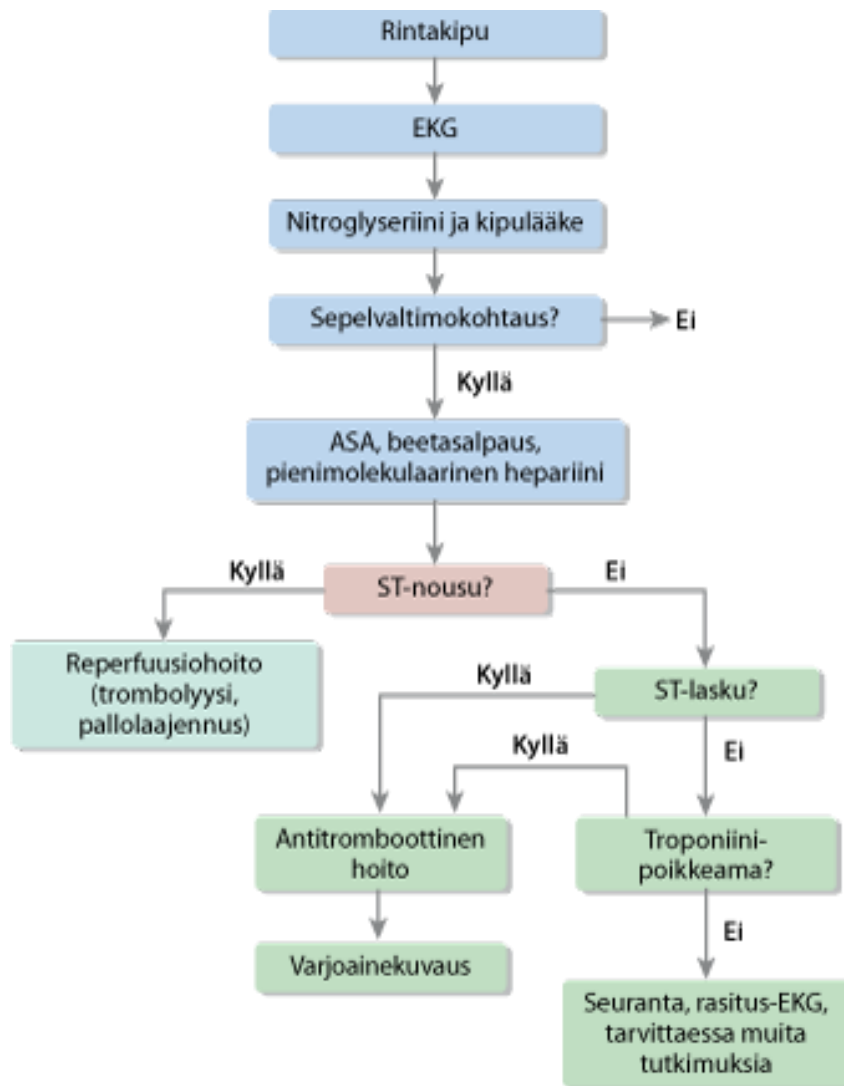 Rintakipu
EKG
Nitroglyseriini ja kipulääke
Sepelvaltimokohtaus?
Ei
Kyllä
ASA, beetasalpaus,
pienimolekulaarinen hepariini
Kyllä
ST-nousu?
Ei
Reperfuusiohoito
(trombolyysi,
pallolaajennus)
Kyllä
ST-lasku?
Kyllä
Ei
Antitromboottinen
hoito
Troponiini-
poikkeama?
Ei
Varjoainekuvaus
Seuranta, rasitus-EKG,
tarvittaessa muita
tutkimuksia